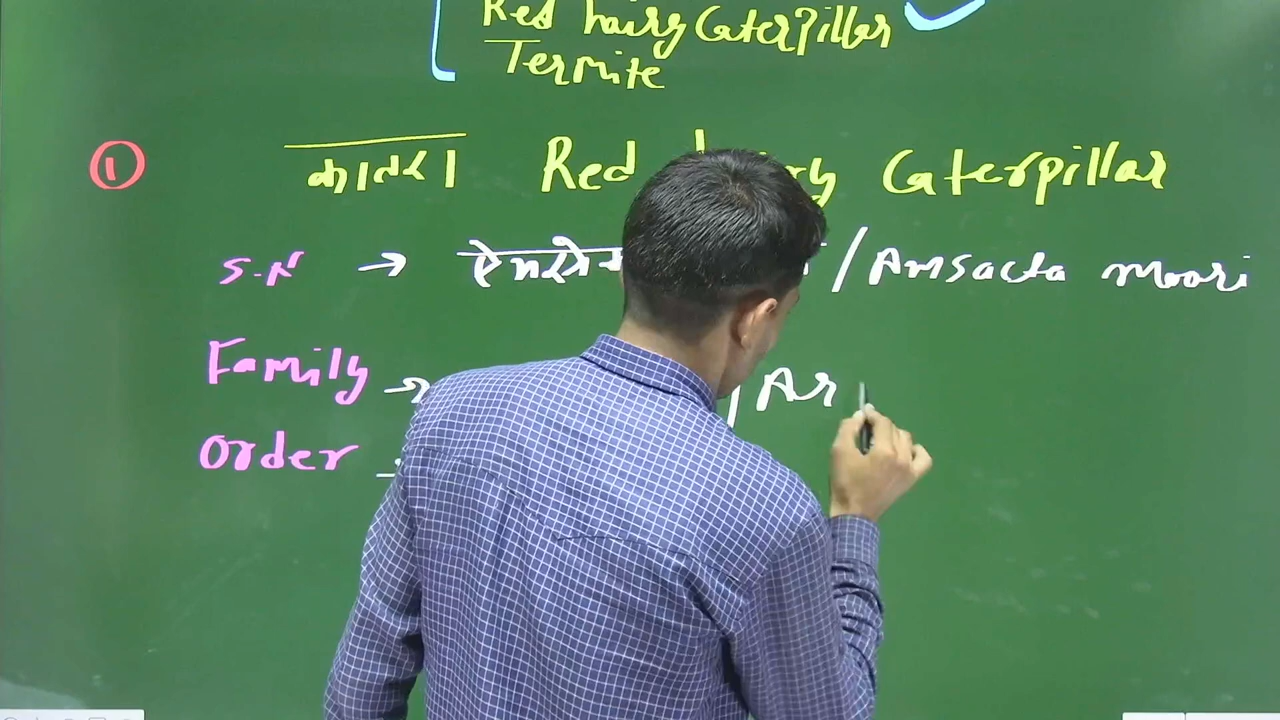 Red hairy Caterpillar
Termite
① कातरा Red Caterpillar
S.N → / Amsacta moori
Family → / Ar
Order